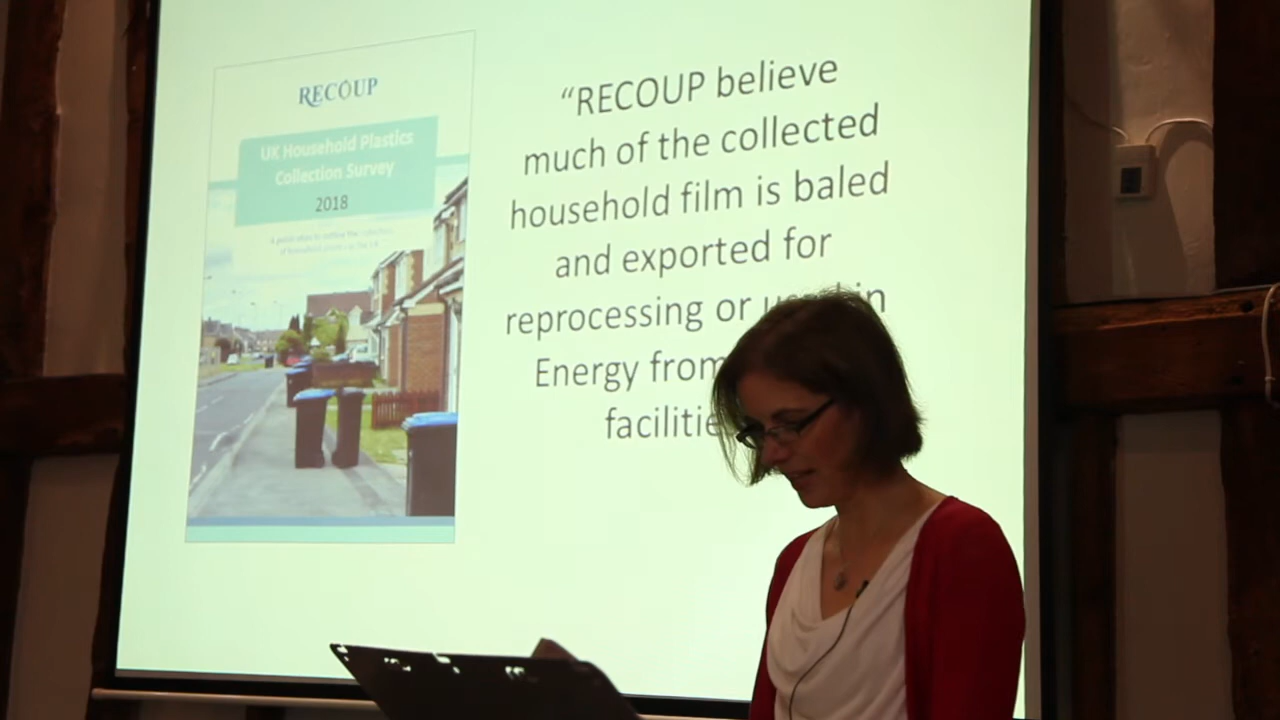 RECOUP
UK Household Plastics
Collection Survey
2018
“RECOUP believe
much of the collected
household film is baled
and exported for
reprocessing or in
Energy from